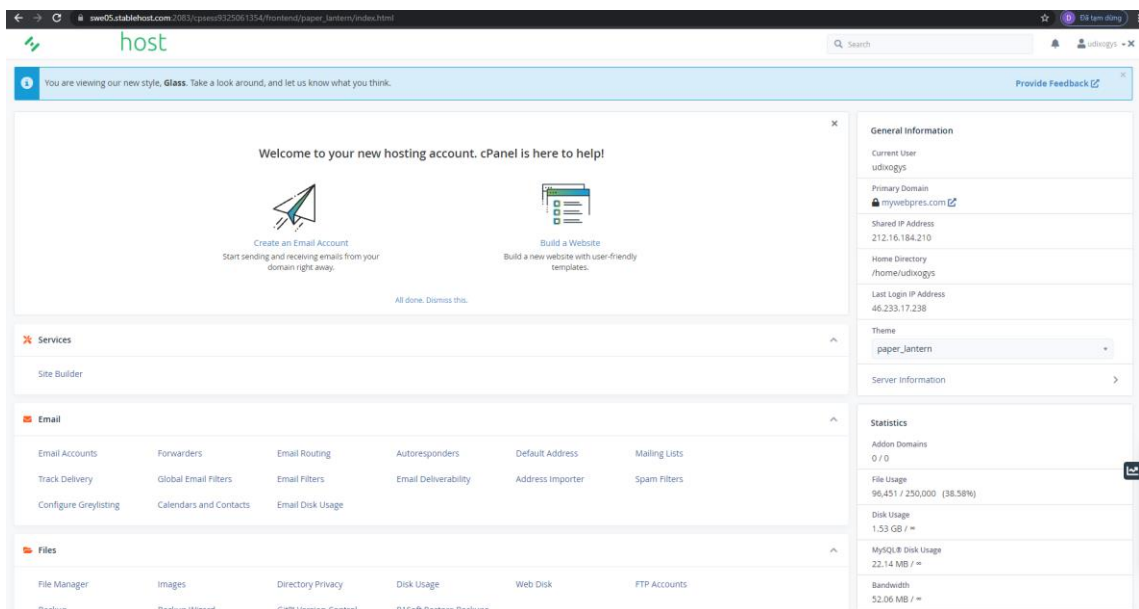 swe05.stablehost.com:2083/cpsess9325061354/frontend/paper_lantern/index.html
D Đã tạm dừng
host
Search
udixogys
You are viewing our new style, Glass. Take a look around, and let us know what you think.
Provide Feedback
Welcome to your new hosting account. cPanel is here to help!
Create an Email Account
Start sending and receiving emails from your
domain right away.
Build a Website
Build a new website with user-friendly
templates.
All done. Dismiss this.
Services
Site Builder
Email
Email Accounts Forwarders Email Routing Autoresponders Default Address Mailing Lists
Track Delivery Global Email Filters Email Filters Email Deliverability Address Importer Spam Filters
Configure Greylisting Calendars and Contacts Email Disk Usage
Files
File Manager Images Directory Privacy Disk Usage Web Disk FTP Accounts
Backup Backup Wizard Git™ Version Control
General Information
Current User
udixogys
Primary Domain
mywebpres.com
Shared IP Address
212.16.184.210
Home Directory
/home/udixogys
Last Login IP Address
46.233.17.238
Theme
paper_lantern
Server Information
Statistics
Addon Domains
0 / 0
File Usage
96,451 / 250,000 (38.58%)
Disk Usage
1.53 GB / ∞
MySQL® Disk Usage
22.14 MB / ∞
Bandwidth
52.06 MB / ∞